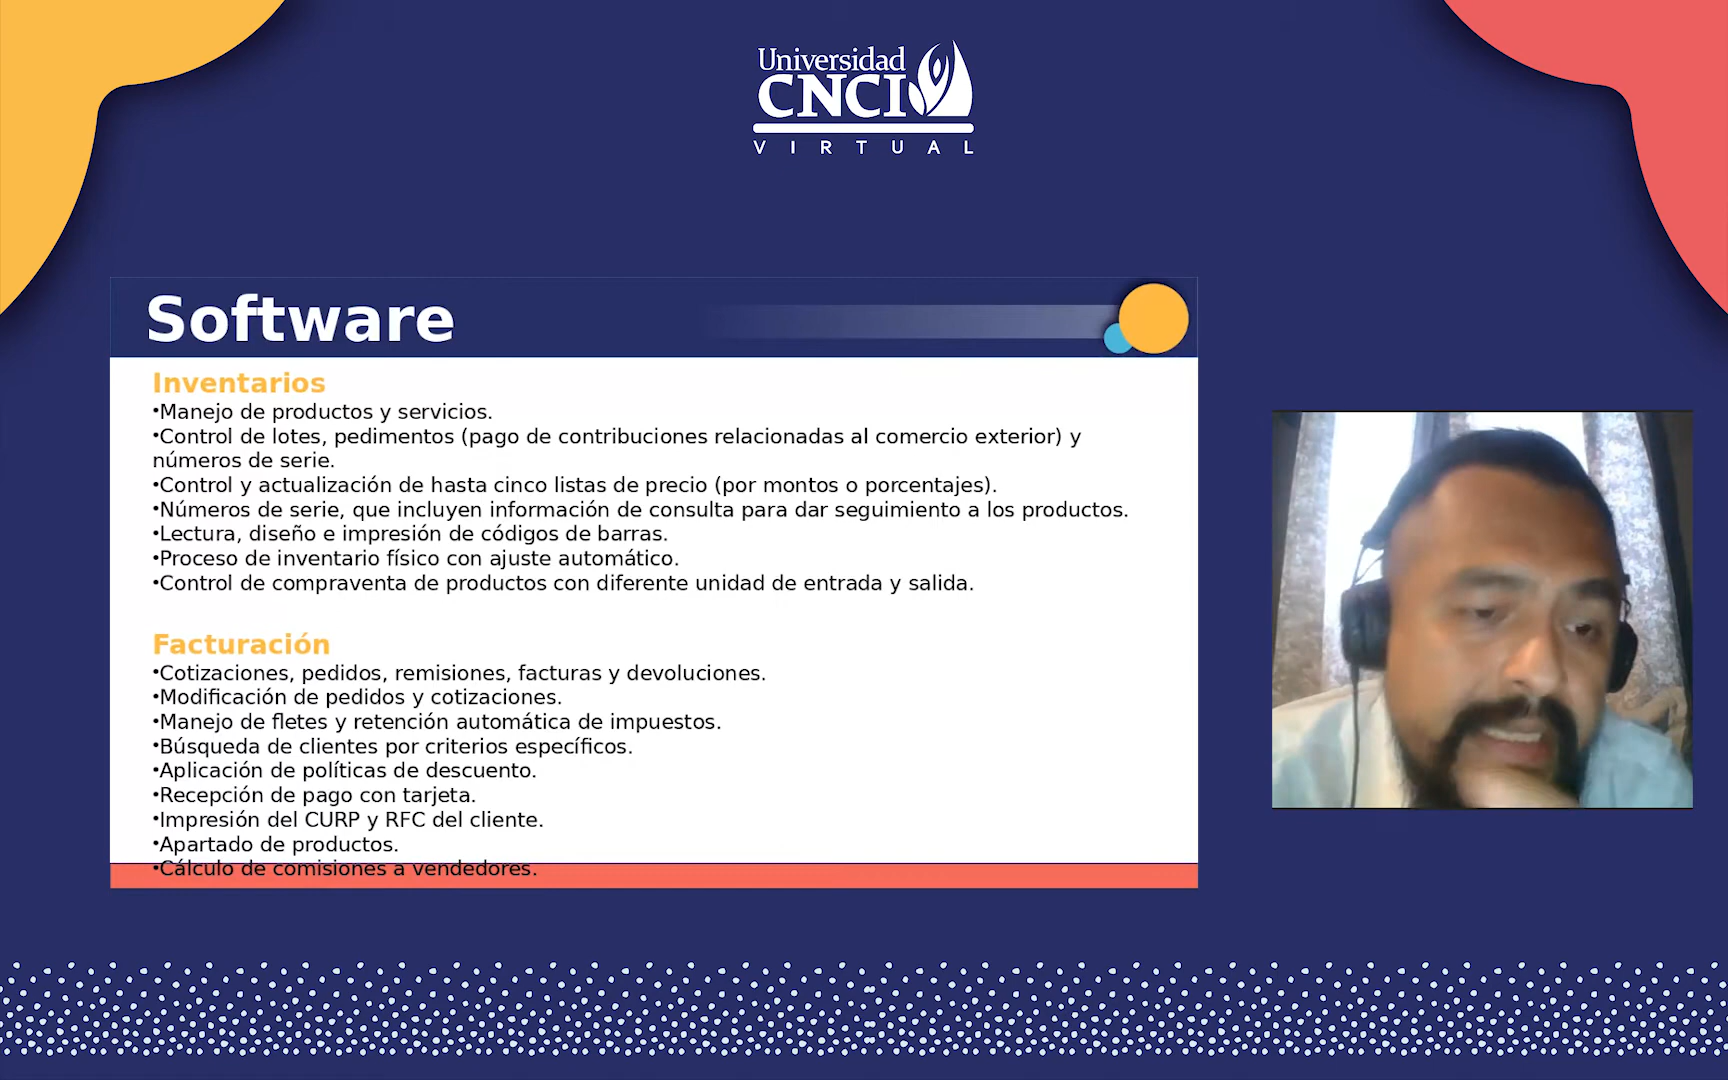 Universidad
CNCI
VIRTUAL
Software
Inventarios
•Manejo de productos y servicios.
•Control de lotes, pedimentos (pago de contribuciones relacionadas al comercio exterior) y
números de serie.
•Control y actualización de hasta cinco listas de precio (por montos o porcentajes).
•Números de serie, que incluyen información de consulta para dar seguimiento a los productos.
•Lectura, diseño e impresión de códigos de barras.
•Proceso de inventario físico con ajuste automático.
•Control de compraventa de productos con diferente unidad de entrada y salida.
Facturación
•Cotizaciones, pedidos, remisiones, facturas y devoluciones.
•Modificación de pedidos y cotizaciones.
•Manejo de fletes y retención automática de impuestos.
•Búsqueda de clientes por criterios específicos.
•Aplicación de políticas de descuento.
•Recepción de pago con tarjeta.
•Impresión del CURP y RFC del cliente.
•Apartado de productos.
•Cálculo de comisiones a vendedores.